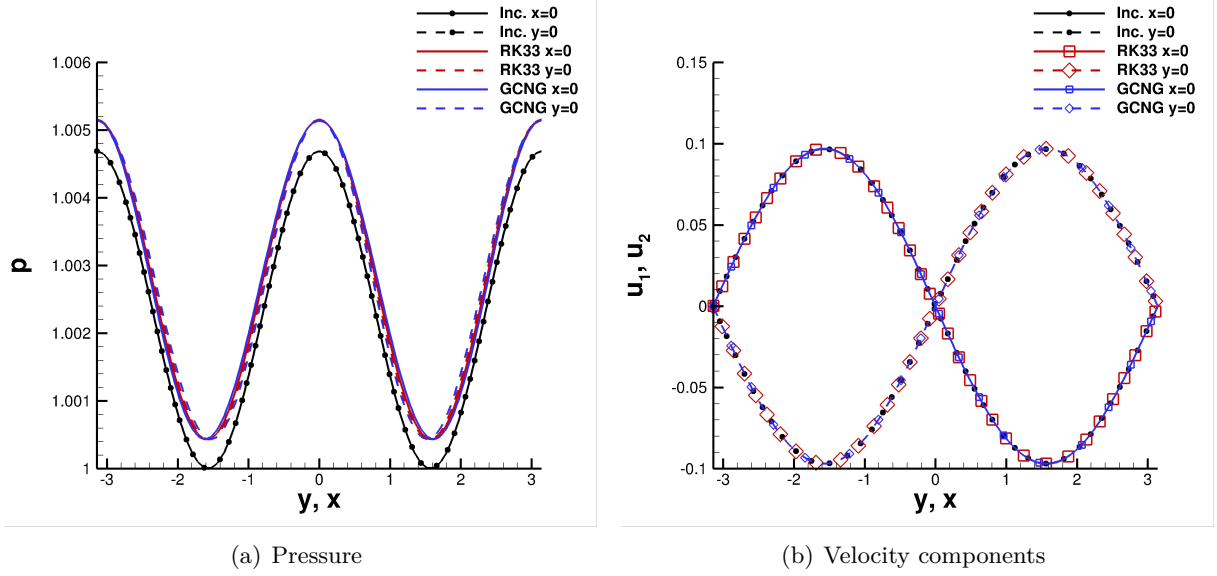 Inc. x=0
Inc. y=0
RK33 x=0
RK33 y=0
GCNG x=0
GCNG y=0
1.006
1.005
1.004
1.003
1.002
1.001
1
p
-3 -2 -1 0 1 2 3
y, x
(a) Pressure
Inc. x=0
Inc. y=0
RK33 x=0
RK33 y=0
GCNG x=0
GCNG y=0
0.15
0.1
0.05
0
-0.05
-0.1
u1, u2
-3 -2 -1 0 1 2 3
y, x
(b) Velocity components